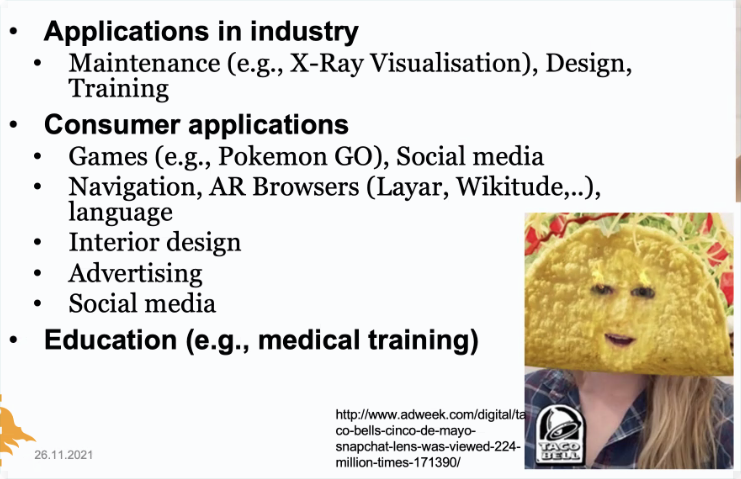 • Applications in industry
• Maintenance (e.g., X-Ray Visualisation), Design,
Training
• Consumer applications
• Games (e.g., Pokemon GO), Social media
• Navigation, AR Browsers (Layar, Wikitude,..),
language
• Interior design
• Advertising
• Social media
• Education (e.g., medical training)
http://www.adweek.com/digital/ta
co-bells-cinco-de-mayo-
snapchat-lens-was-viewed-224-
million-times-171390/
TACO
BELL
26.11.2021